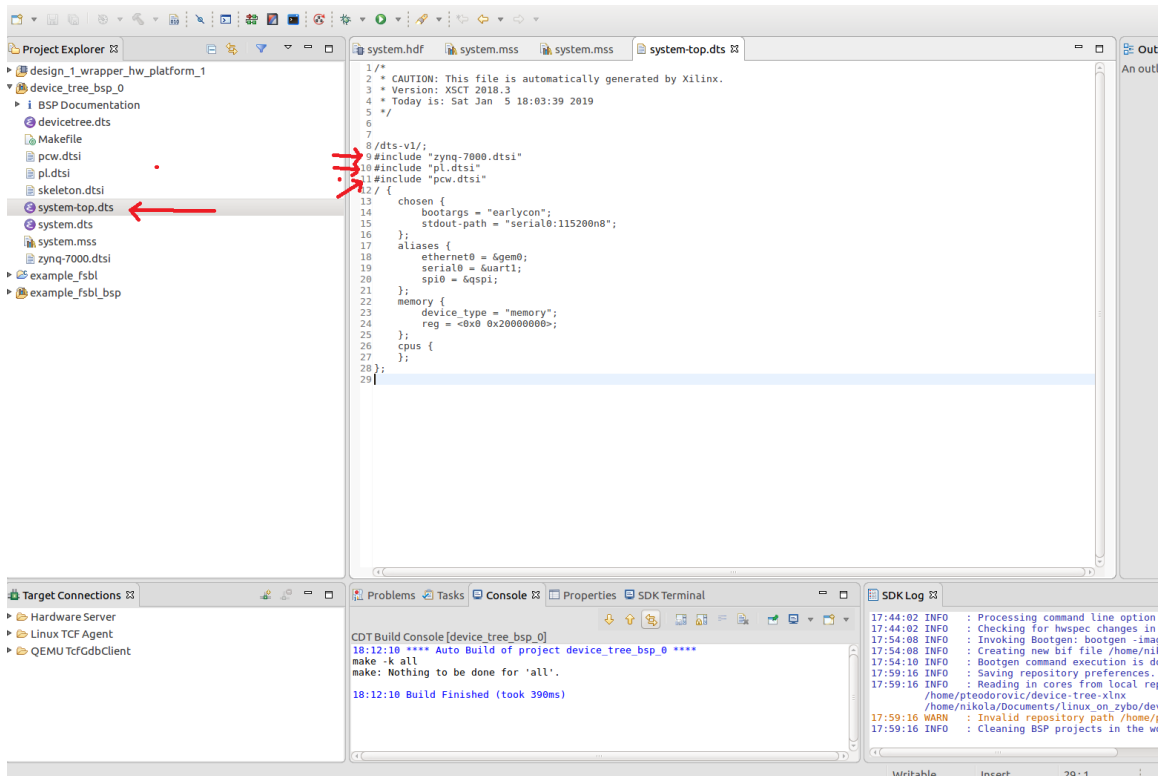 Project Explorer
design_1_wrapper_hw_platform_1
device_tree_bsp_0
BSP Documentation
devicetree.dts
Makefile
pcw.dtsi
pl.dtsi
skeleton.dtsi
system-top.dts
system.dts
system.mss
zynq-7000.dtsi
example_fsbl
example_fsbl_bsp
system.hdf system.mss system.mss system-top.dts
1 /*
2 * CAUTION: This file is automatically generated by Xilinx.
3 * Version: XSCT 2018.3
4 * Today is: Sat Jan 5 18:03:39 2019
5 */
6
7
8 /dts-v1/;
9 #include "zynq-7000.dtsi"
10 #include "pl.dtsi"
11 #include "pcw.dtsi"
12 / {
13 chosen {
14 bootargs = "earlycon";
15 stdout-path = "serial0:115200n8";
16 };
17 aliases {
18 ethernet0 = &gem0;
19 serial0 = &uart1;
20 spi0 = &qspi;
21 };
22 memory {
23 device_type = "memory";
24 reg = <0x0 0x20000000>;
25 };
26 cpus {
27 };
28 };
29
Out
An outl
Target Connections
Hardware Server
Linux TCF Agent
QEMU TcfGdbClient
Problems Tasks Console Properties SDK Terminal
CDT Build Console [device_tree_bsp_0]
18:12:10 **** Auto Build of project device_tree_bsp_0 ****
make -k all
make: Nothing to be done for 'all'.
18:12:10 Build Finished (took 390ms)
SDK Log
17:44:02 INFO : Processing command line option
17:44:02 INFO : Checking for hwspec changes in
17:54:08 INFO : Invoking Bootgen: bootgen -imag
17:54:08 INFO : Creating new bif file /home/nik
17:54:10 INFO : Bootgen command execution is do
17:59:16 INFO : Saving repository preferences.
17:59:16 INFO : Reading in cores from local rep
/home/pteodorovic/device-tree-xlnx
/home/nikola/Documents/linux_on_zybo/dev
17:59:16 WARN : Invalid repository path /home/p
17:59:16 INFO : Cleaning BSP projects in the wo
Writable Insert 29 : 1